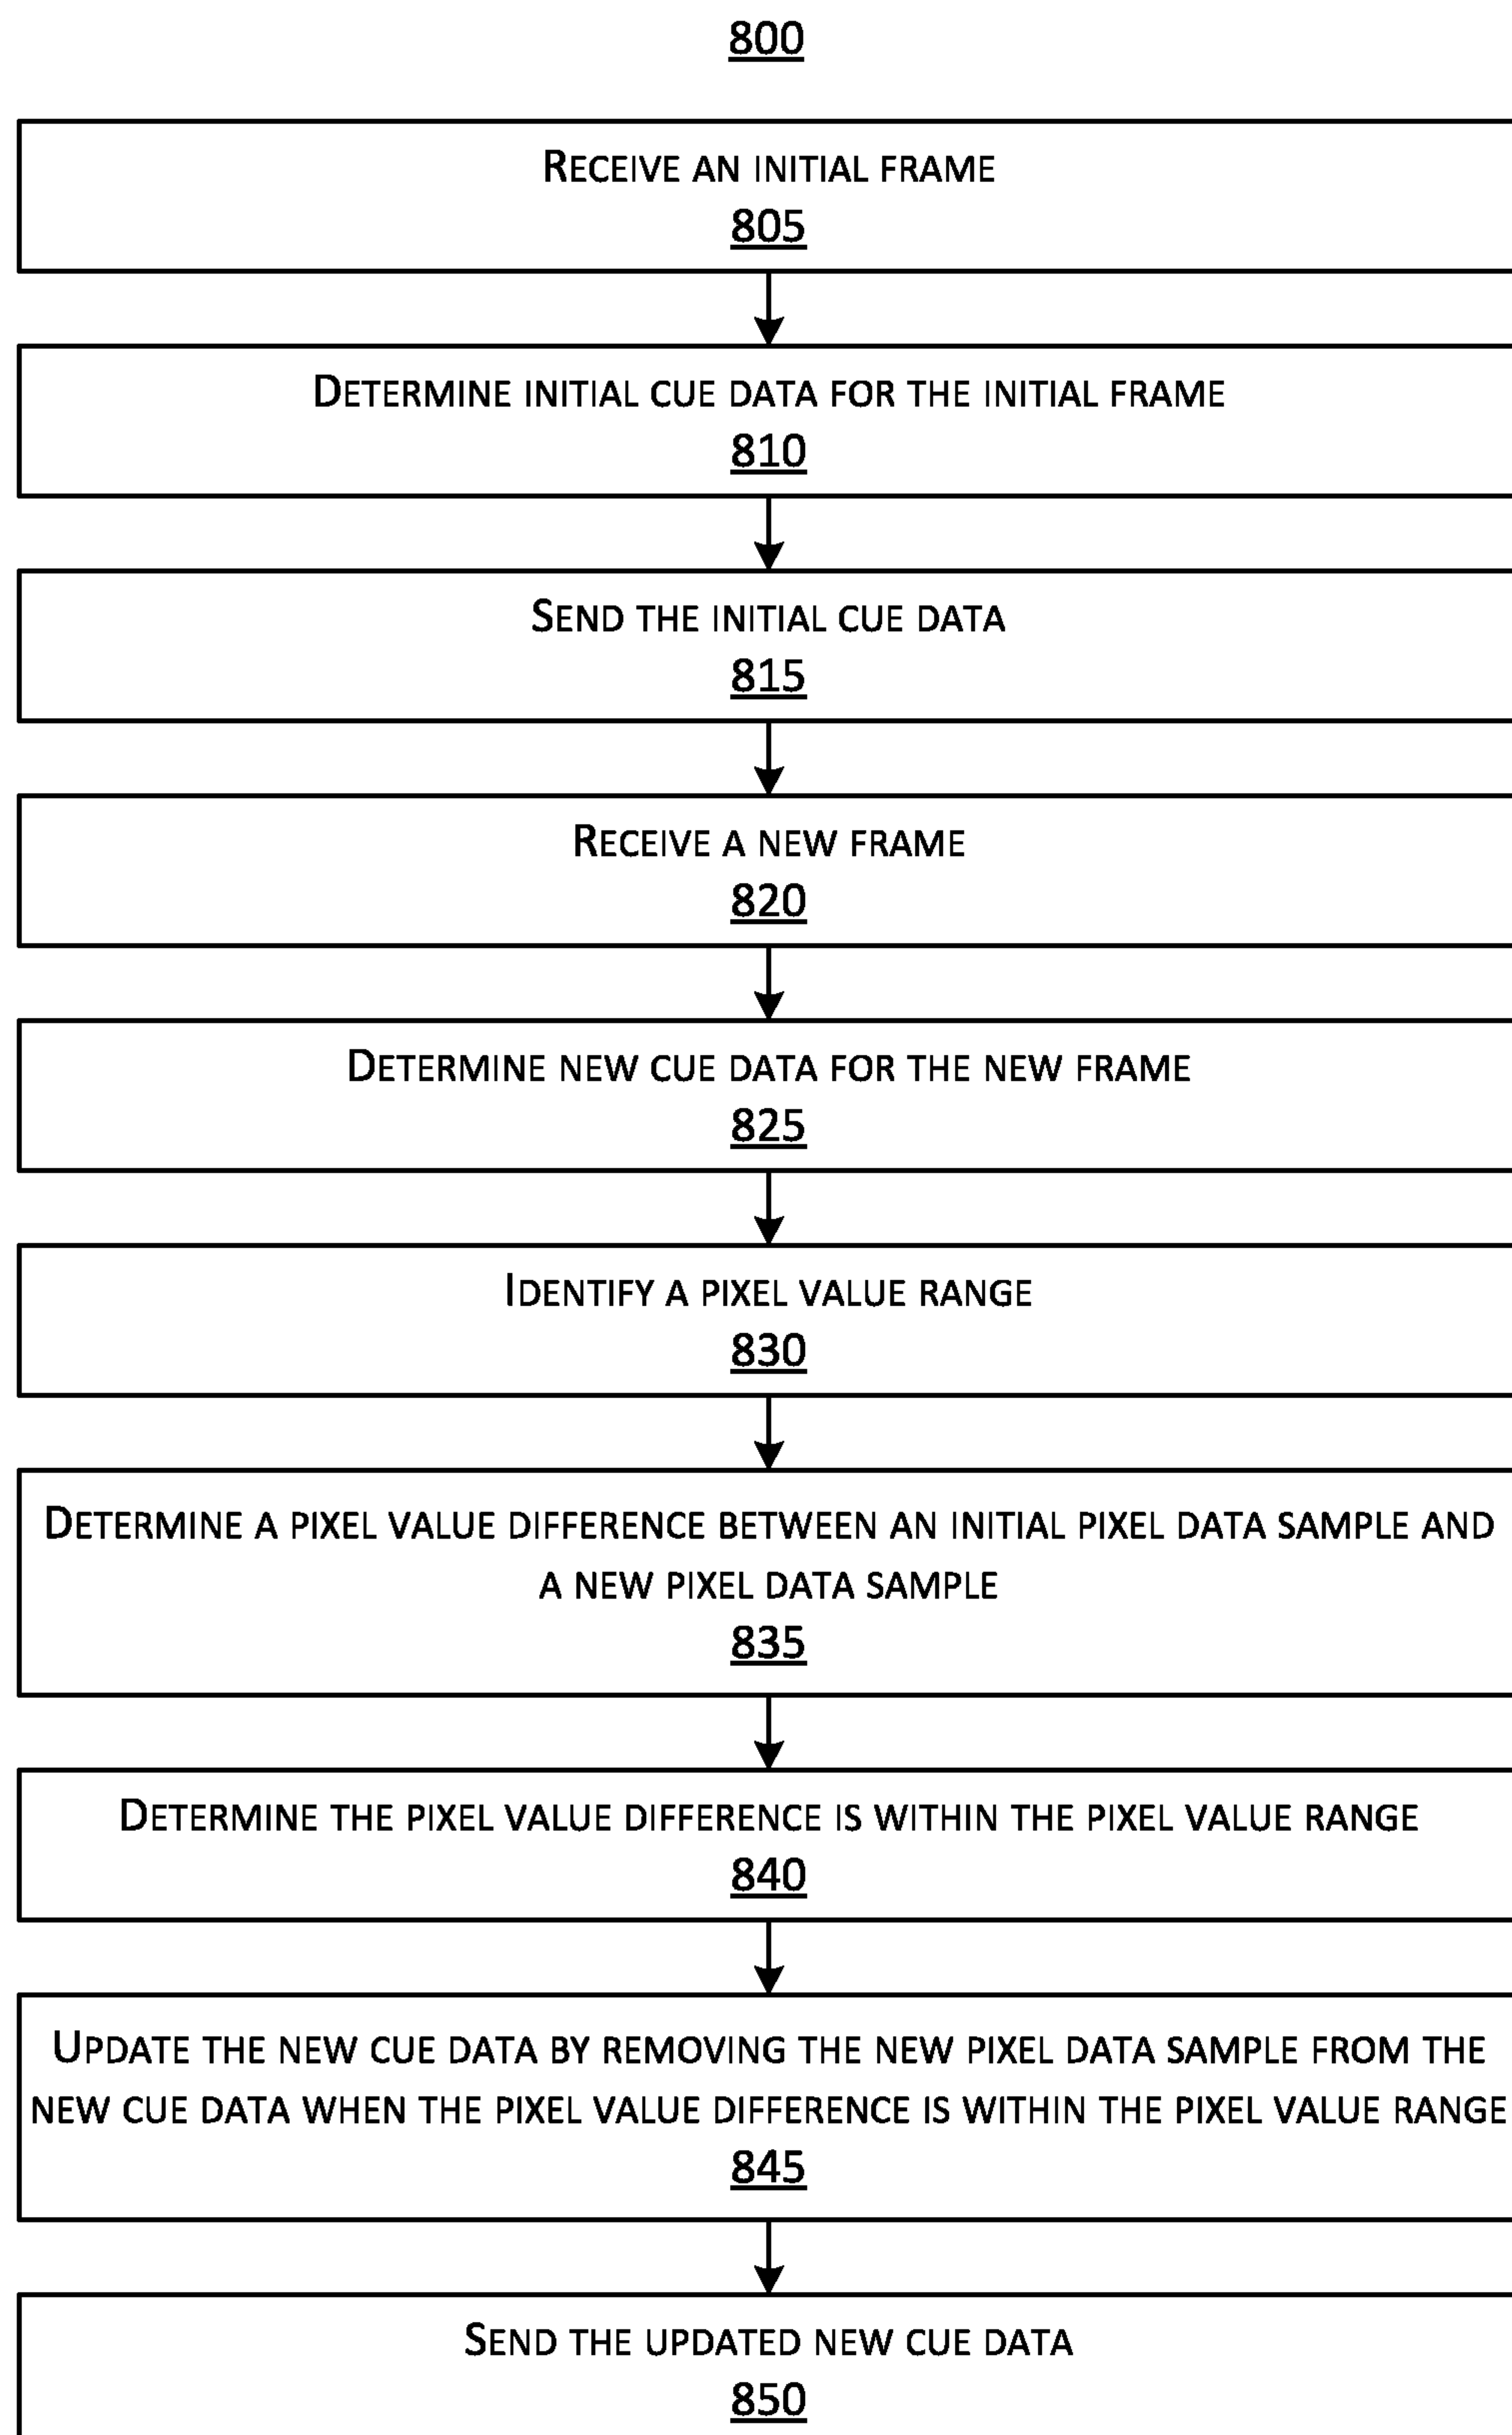 800
RECEIVE AN INITIAL FRAME
805
DETERMINE INITIAL CUE DATA FOR THE INITIAL FRAME
810
SEND THE INITIAL CUE DATA
815
RECEIVE A NEW FRAME
820
DETERMINE NEW CUE DATA FOR THE NEW FRAME
825
IDENTIFY A PIXEL VALUE RANGE
830
DETERMINE A PIXEL VALUE DIFFERENCE BETWEEN AN INITIAL PIXEL DATA SAMPLE AND
A NEW PIXEL DATA SAMPLE
835
DETERMINE THE PIXEL VALUE DIFFERENCE IS WITHIN THE PIXEL VALUE RANGE
840
UPDATE THE NEW CUE DATA BY REMOVING THE NEW PIXEL DATA SAMPLE FROM THE
NEW CUE DATA WHEN THE PIXEL VALUE DIFFERENCE IS WITHIN THE PIXEL VALUE RANGE
845
SEND THE UPDATED NEW CUE DATA
850